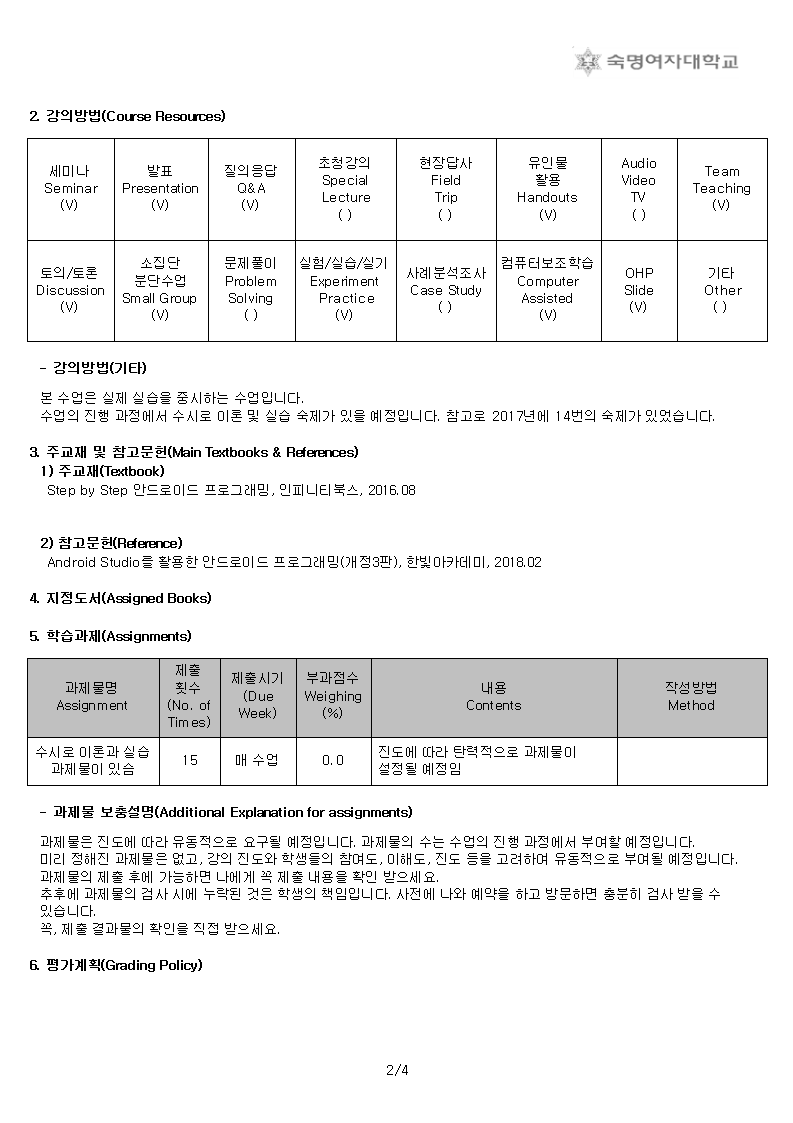 숙명여자대학교
2. 강의방법(Course Resources)
세미나
Seminar
(V)
발표
Presentation
(V)
질의응답
Q&A
(V)
초청강의
Special
Lecture
( )
현장답사
Field
Trip
( )
유인물
활용
Handouts
(V)
Audio
Video
TV
( )
Team
Teaching
(V)
토의/토론
Discussion
(V)
소집단
분단수업
Small Group
(V)
문제풀이
Problem
Solving
( )
실험/실습/실기
Experiment
Practice
(V)
사례분석조사
Case Study
( )
컴퓨터보조학습
Computer
Assisted
(V)
OHP
Slide
(V)
기타
Other
( )
- 강의방법(기타)
본 수업은 실제 실습을 중시하는 수업입니다.
수업의 진행 과정에서 수시로 이론 및 실습 숙제가 있을 예정입니다. 참고로 2017년에 14번의 숙제가 있었습니다.
3. 주교재 및 참고문헌(Main Textbooks & References)
1) 주교재(Textbook)
Step by Step 안드로이드 프로그래밍, 인피니티북스, 2016.08
2) 참고문헌(Reference)
Android Studio를 활용한 안드로이드 프로그래밍(개정3판), 한빛아카데미, 2018.02
4. 지정도서(Assigned Books)
5. 학습과제(Assignments)
과제물명
Assignment
제출
횟수
(No. of
Times)
제출시기
(Due
Week)
부과점수
Weighing
(%)
내용
Contents
작성방법
Method
수시로 이론과 실습
과제물이 있슴
15
매 수업
0.0
진도에 따라 탄력적으로 과제물이
설정될 예정임
- 과제물 보충설명(Additional Explanation for assignments)
과제물은 진도에 따라 유동적으로 요구될 예정입니다. 과제물의 수는 수업의 진행 과정에서 부여할 예정입니다.
미리 정해진 과제물은 없고, 강의 진도와 학생들의 참여도, 이해도, 진도 등을 고려하여 유동적으로 부여될 예정입니다.
과제물의 제출 후에 가능하면 나에게 꼭 제출 내용을 확인 받으세요.
추후에 과제물의 검사 시에 누락된 것은 학생의 책임입니다. 사전에 나와 예약을 하고 방문하면 충분히 검사 받을 수
있습니다.
꼭, 제출 결과물의 확인을 직접 받으세요.
6. 평가계획(Grading Policy)
2/4